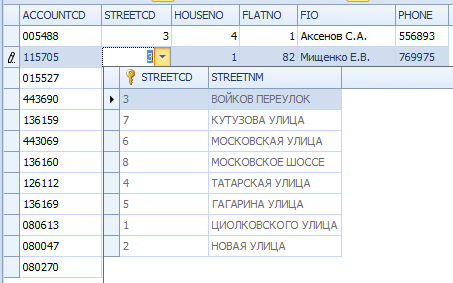 ACCOUNTCD STREETCD HOUSENO FLATNO FIO PHONE
005488 3 4 1 Аксенов С.А. 556893
115705 3 1 82 Мищенко Е.В. 769975
015527 STREETCD STREETNM
443690 3 ВОЙКОВ ПЕРЕУЛОК
136159 7 КУТУЗОВА УЛИЦА
443069 6 МОСКОВСКАЯ УЛИЦА
136160 8 МОСКОВСКОЕ ШОССЕ
126112 4 ТАТАРСКАЯ УЛИЦА
136169 5 ГАГАРИНА УЛИЦА
080613 1 ЦИОЛКОВСКОГО УЛИЦА
080047 2 НОВАЯ УЛИЦА
080270